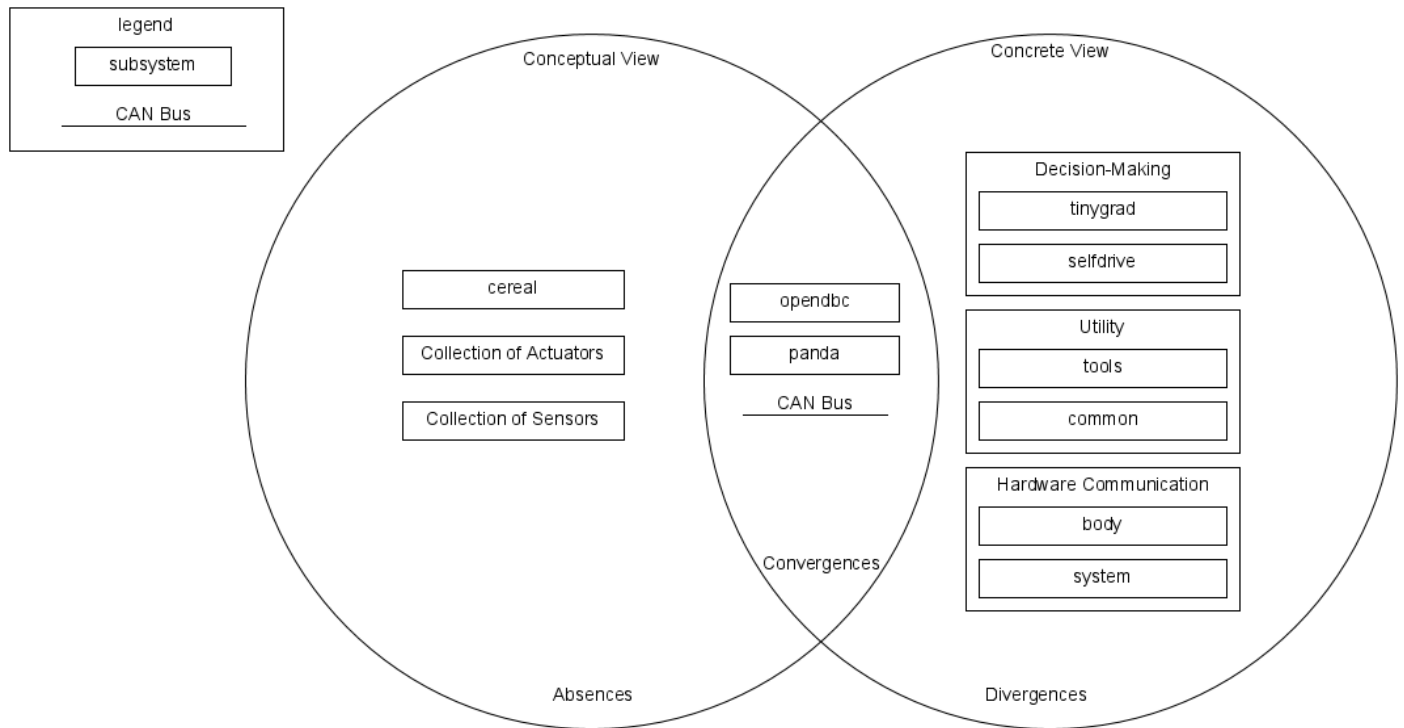 legend
subsystem
CAN Bus
Conceptual View
Concrete View
cereal
Collection of Actuators
Collection of Sensors
opendbc
panda
CAN Bus
Convergences
Decision-Making
tinygrad
selfdrive
Utility
tools
common
Hardware Communication
body
system
Absences
Divergences